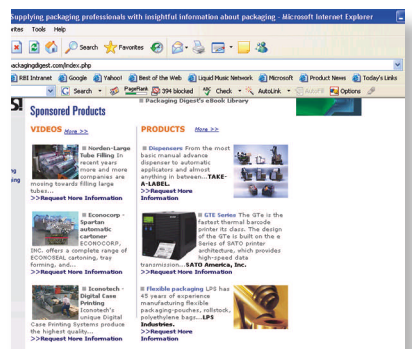 Supplying packaging professionals with insightful information about packaging - Microsoft Internet Explorer
rites Tools Help
Search Favorites
ackagingdigest.com/index.php
RBI Intranet Google Yahoo! Best of the Web Liquid Music Network Microsoft Product News Today's Links
Search PageRank 394 blocked Check AutoLink AutoFill Options
Packaging Digest's eBook Library
Sponsored Products
VIDEOS More >>
Norden-Large
Tube Filling In
recent years
more and more
companies are
moving towards filling large
tubes...
>>Request More Information
Econocorp -
Spartan
automatic
cartoner
ECONOCORP,
INC. offers a complete range of
ECONOSEAL cartoning, tray
forming, and...
>>Request More Information
Iconotech -
Digital Case
Printing
Iconotech's
unique Digital
Case Printing Systems produce
the highest quality...
>>Request More Information
PRODUCTS More >>
Dispensers From the most
basic manual advance
dispenser to automatic
applicators and almost
anything in between...TAKE-
A-LABEL.
>>Request More
Information
GTE Series The GTe is the
fastest thermal barcode
printer its class. The design
of the GTe is built on the e
Series of SATO printer
architecture, which provides
high-speed data
transmission...SATO America, Inc.
>>Request More Information
Flexible packaging LPS has
45 years of experience
manufacturing flexible
packaging-pouches, rollstock,
polyethylene bags...LPS
Industries.
>>Request More
Information